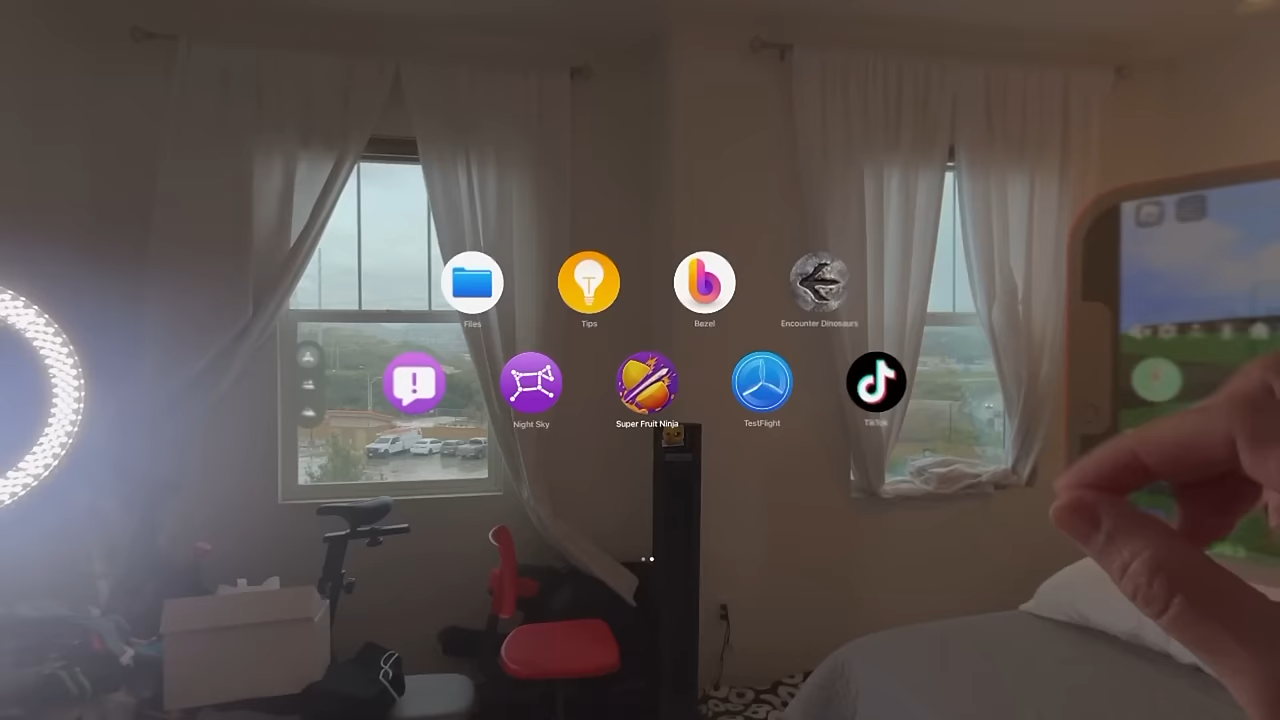 Files
Tips
Bezel
Encounter Dinosaurs
Night Sky
Super Fruit Ninja
TestFlight
TikTok